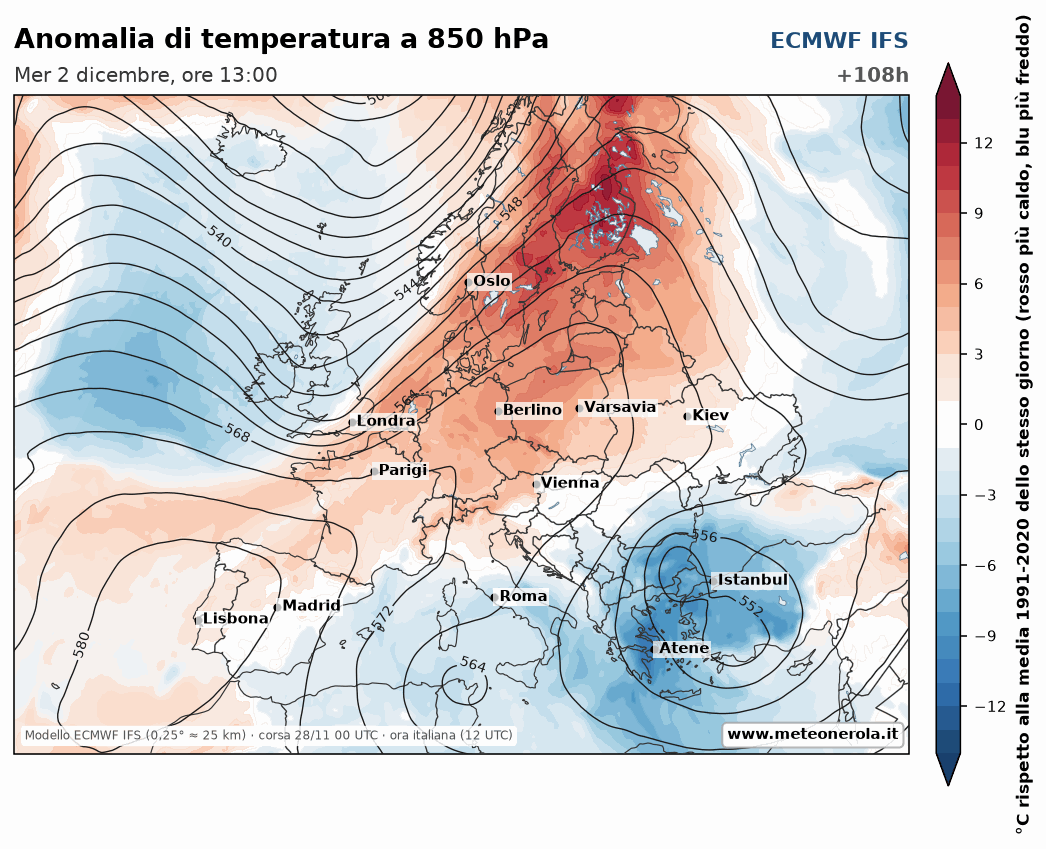 Anomalia di temperatura a 850 hPa
ECMWF IFS
Mer 2 dicembre, ore 13:00
+108h
540
548
544
Oslo
564
568
Londra
Berlino
Varsavia
Kiev
Parigi
Vienna
556
Istanbul
Roma
552
Madrid
Lisbona
572
580
Atene
564
Modello ECMWF IFS (0,25° ≈ 25 km) · corsa 28/11 00 UTC · ora italiana (12 UTC)
www.meteonerola.it
12
9
6
3
0
−3
−6
−9
−12
°C rispetto alla media 1991-2020 dello stesso giorno (rosso più caldo, blu più freddo)